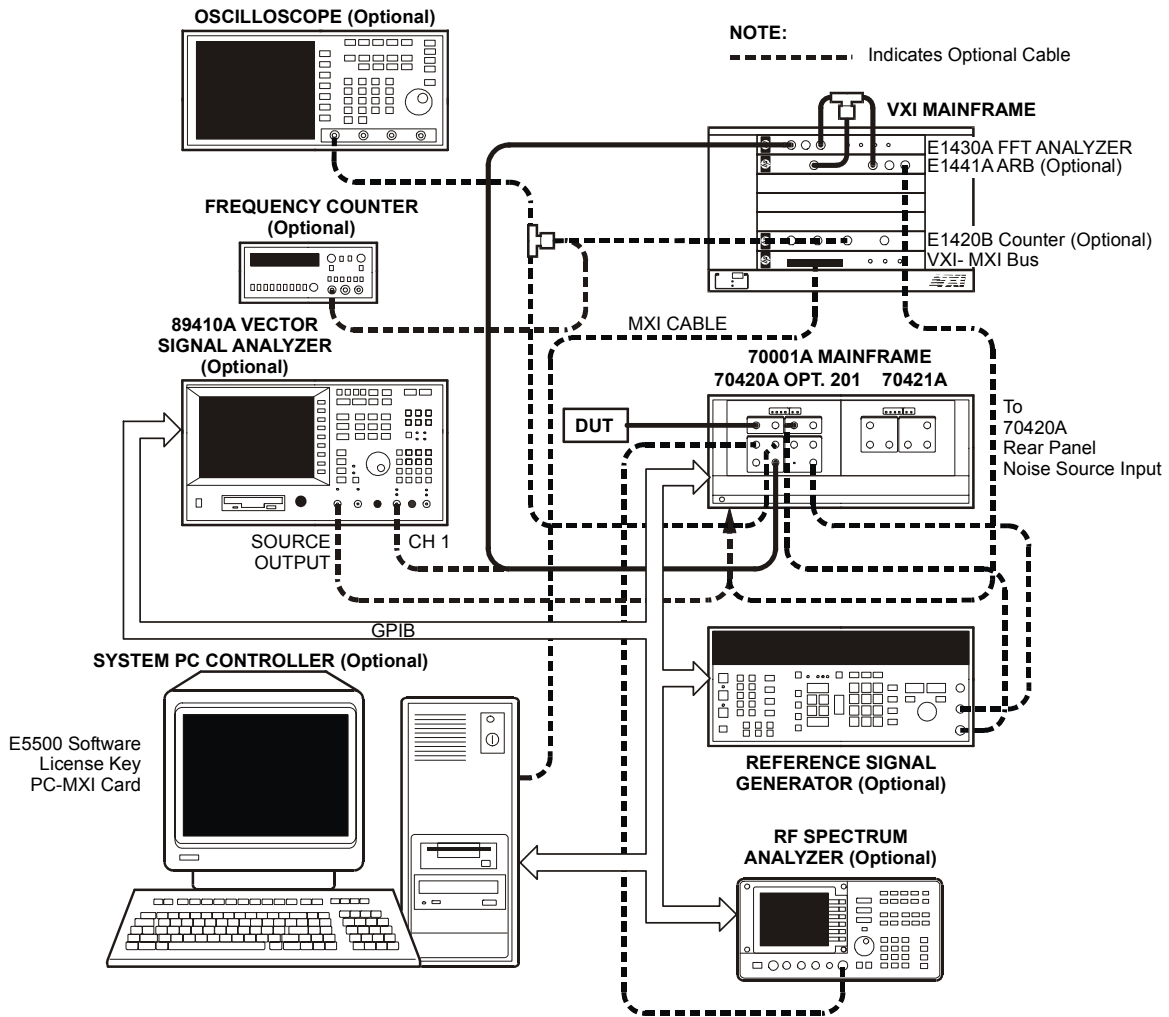 OSCILLOSCOPE (Optional)
NOTE:
Indicates Optional Cable
VXI MAINFRAME
E1430A FFT ANALYZER
E1441A ARB (Optional)
FREQUENCY COUNTER
(Optional)
E1420B Counter (Optional)
VXI- MXI Bus
VXI
MXI CABLE
89410A VECTOR
SIGNAL ANALYZER
(Optional)
70001A MAINFRAME
70420A OPT. 201 70421A
DUT
To
70420A
Rear Panel
Noise Source Input
SOURCE
OUTPUT
CH 1
GPIB
SYSTEM PC CONTROLLER (Optional)
E5500 Software
License Key
PC-MXI Card
REFERENCE SIGNAL
GENERATOR (Optional)
RF SPECTRUM
ANALYZER (Optional)